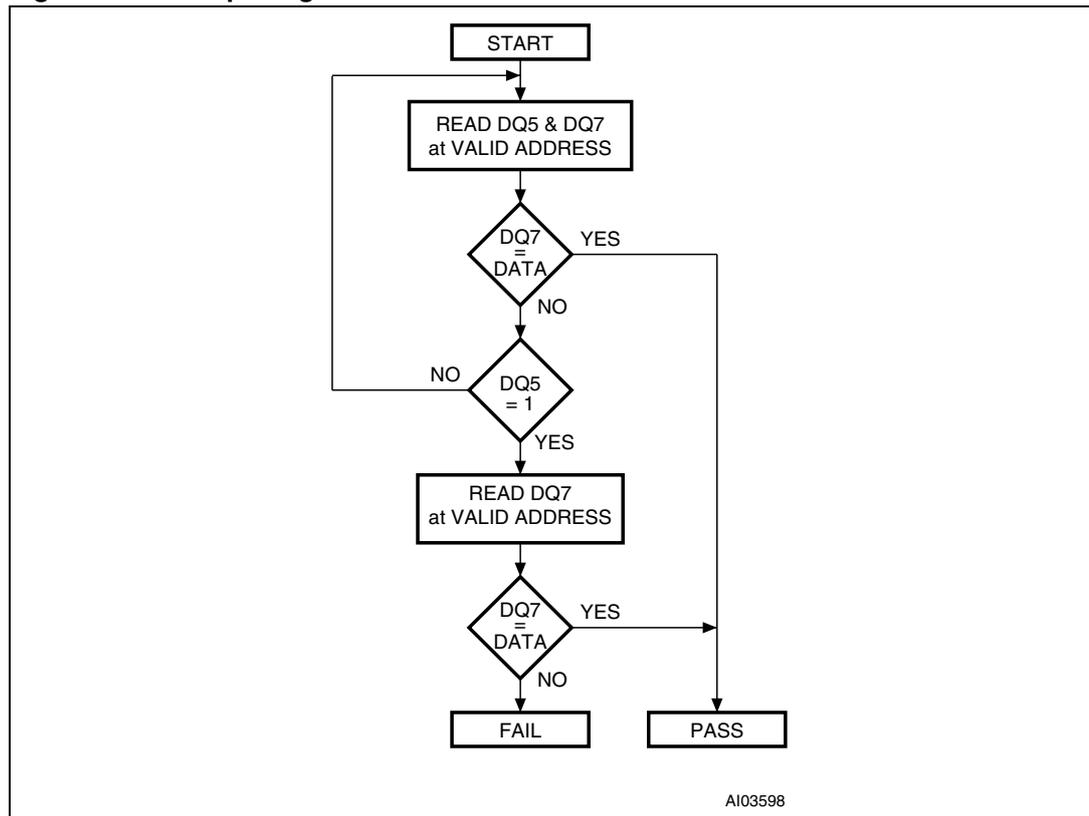 START
READ DQ5 & DQ7
at VALID ADDRESS
DQ7
=
DATA
YES
NO
DQ5
= 1
NO
YES
READ DQ7
at VALID ADDRESS
DQ7
=
DATA
YES
NO
FAIL
PASS
AI03598